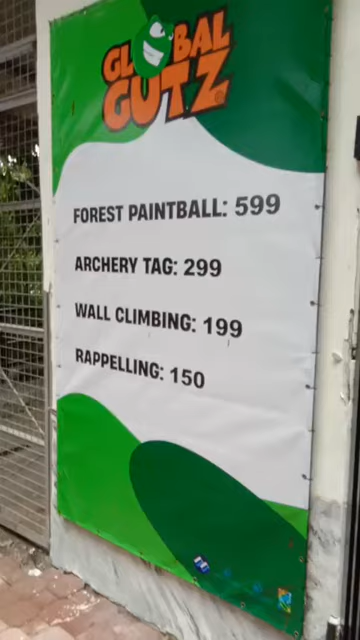 GLOBAL
GUTZ
FOREST PAINTBALL: 599
ARCHERY TAG: 299
WALL CLIMBING: 199
RAPPELLING: 150